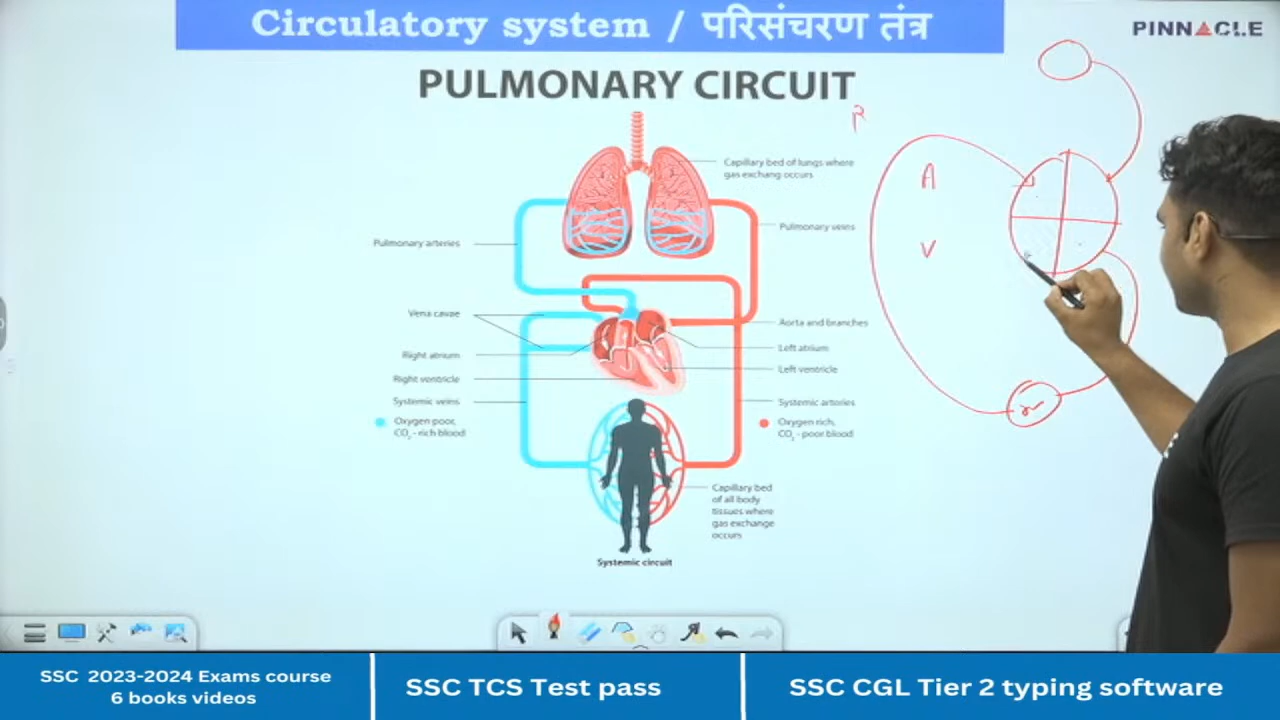 Circulatory system / परिसंचरण तंत्र
PINNACLE
PULMONARY CIRCUIT
Capillary bed of lungs where
gas exchang occurs
A
Pulmonary veins
Pulmonary arteries
V
Vena cavae
Aorta and branches
Left atrium
Right atrium
Left ventricle
Right ventricle
Systemic veins
Systemic arteries
Oxygen poor,
CO2 - rich blood
Oxygen rich,
CO2 - poor blood
Capillary bed
of all body
tissues where
gas exchange
occurs
Systemic circuit
SSC 2023-2024 Exams course
6 books videos
SSC TCS Test pass
SSC CGL Tier 2 typing software